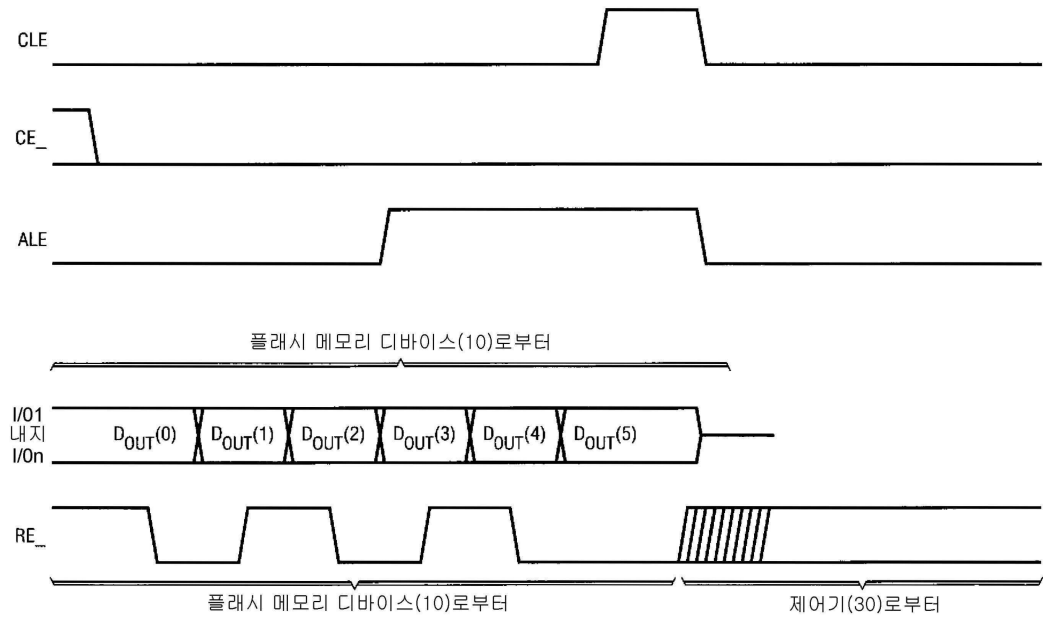 CLE
CE_
ALE
플래시 메모리 디바이스(10)로부터
I/01
내지
I/0n
DOUT(0) DOUT(1) DOUT(2) DOUT(3) DOUT(4) DOUT(5)
RE_
플래시 메모리 디바이스(10)로부터 제어기(30)로부터